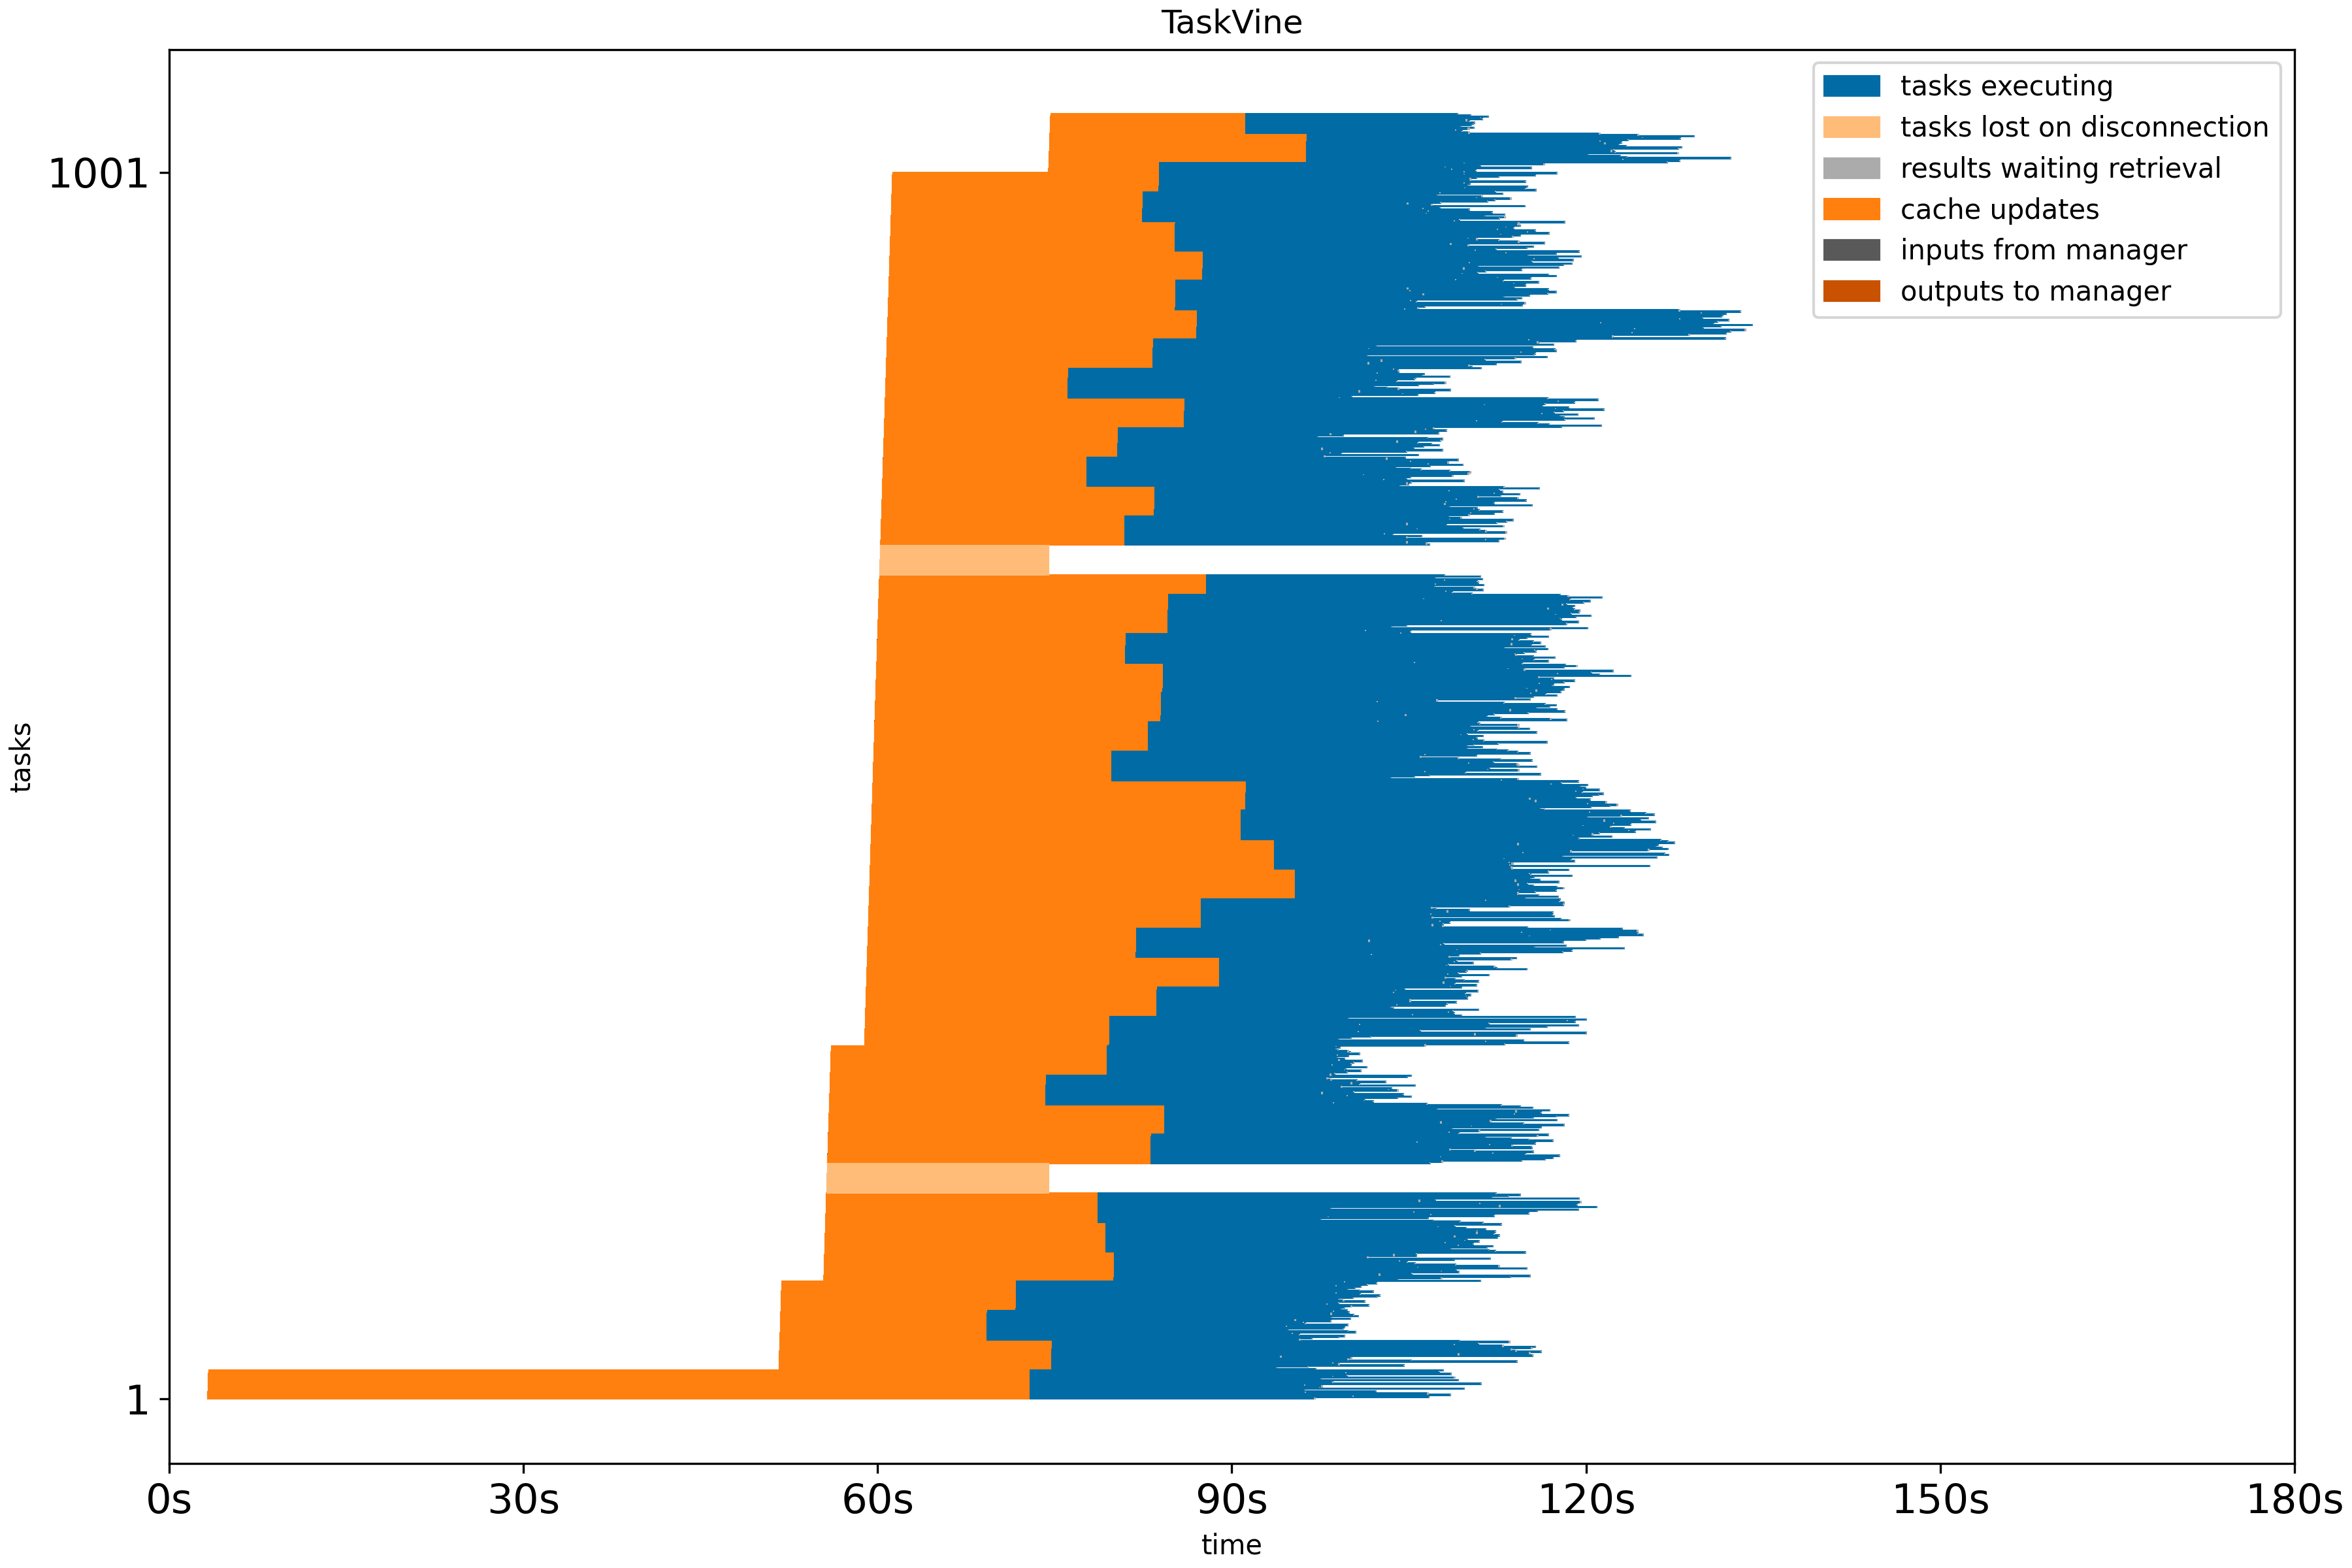 TaskVine
tasks executing
tasks lost on disconnection
results waiting retrieval
cache updates
inputs from manager
outputs to manager
1001
tasks
1
0s 30s 60s 90s 120s 150s 180s
time